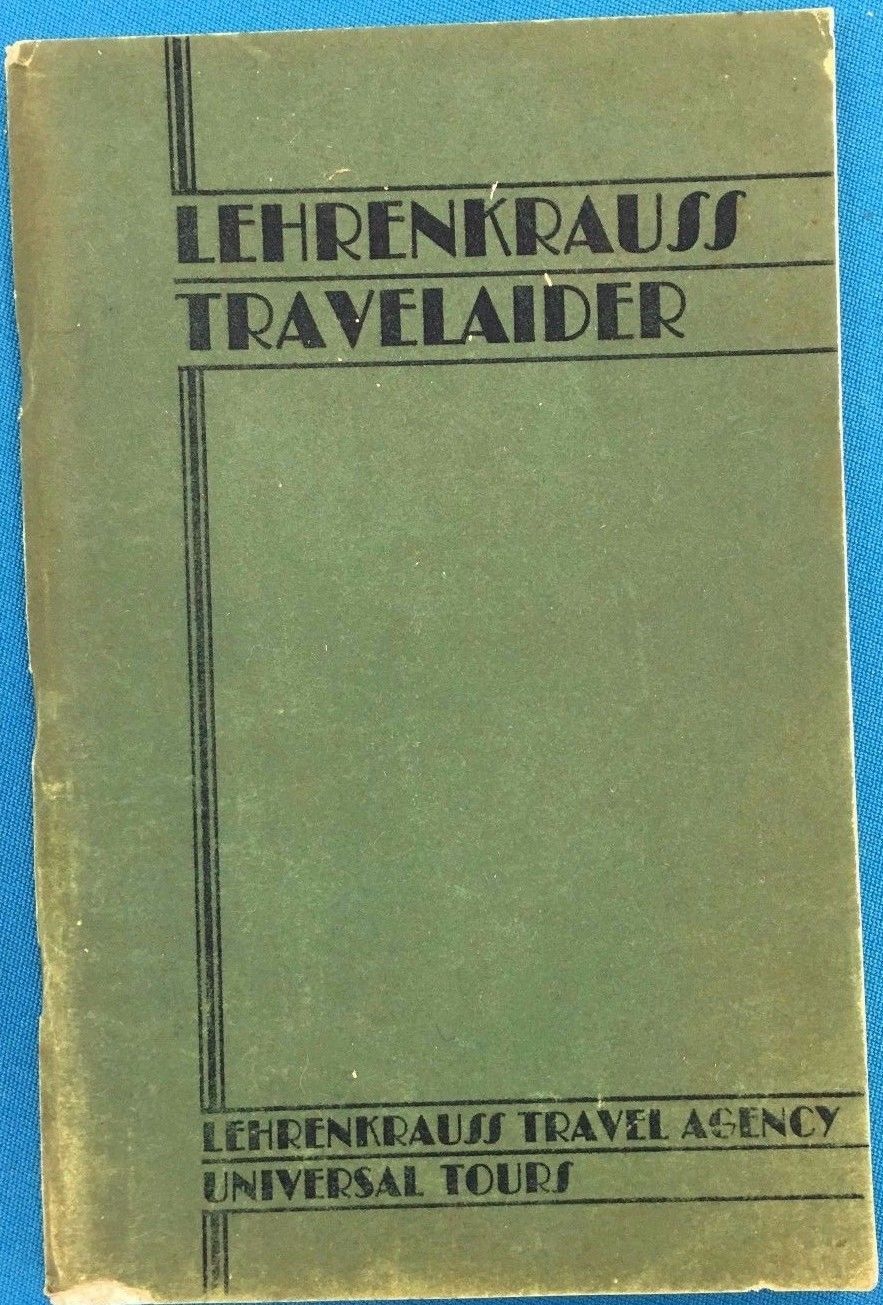 LEHRENKRAUSS
TRAVELAIDER
LEHRENKRAUSS TRAVEL AGENCY
UNIVERSAL TOURS